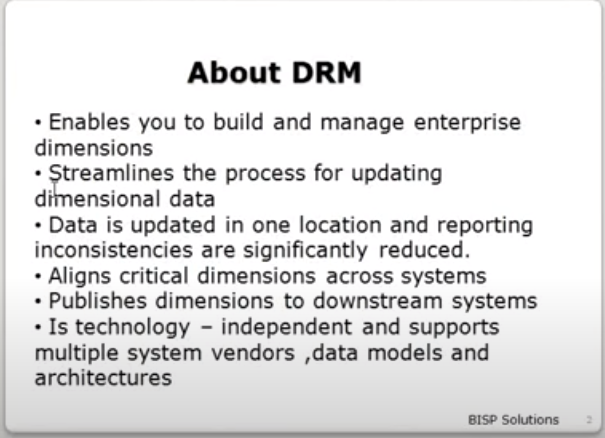 About DRM
• Enables you to build and manage enterprise
dimensions
• Streamlines the process for updating
dimensional data
• Data is updated in one location and reporting
inconsistencies are significantly reduced.
• Aligns critical dimensions across systems
• Publishes dimensions to downstream systems
• Is technology – independent and supports
multiple system vendors ,data models and
architectures
BISP Solutions 2